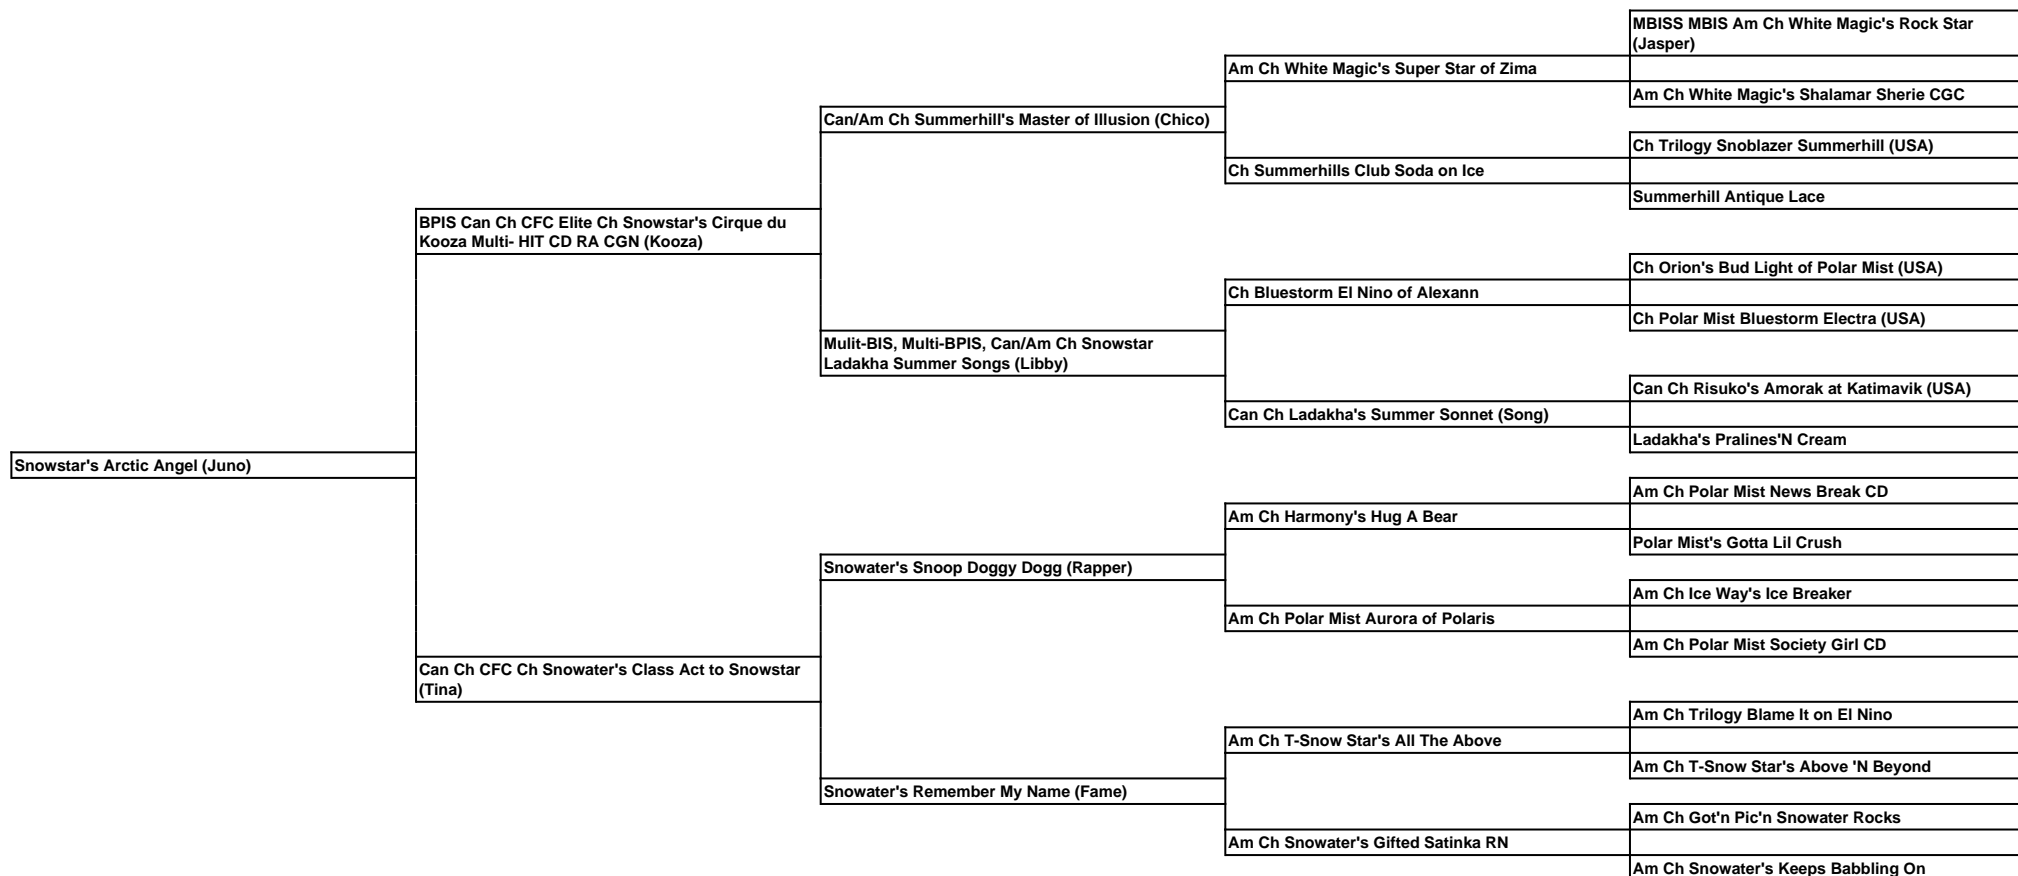 MBISS MBIS Am Ch White Magic's Rock Star
(Jasper)
Am Ch White Magic's Super Star of Zima
Am Ch White Magic's Shalamar Sherie CGC
Can/Am Ch Summerhill's Master of Illusion (Chico)
Ch Trilogy Snoblazer Summerhill (USA)
Ch Summerhills Club Soda on Ice
Summerhill Antique Lace
BPIS Can Ch CFC Elite Ch Snowstar's Cirque du
Kooza Multi- HIT CD RA CGN (Kooza)
Ch Orion's Bud Light of Polar Mist (USA)
Ch Bluestorm El Nino of Alexann
Ch Polar Mist Bluestorm Electra (USA)
Mulit-BIS, Multi-BPIS, Can/Am Ch Snowstar
Ladakha Summer Songs (Libby)
Can Ch Risuko's Amorak at Katimavik (USA)
Can Ch Ladakha's Summer Sonnet (Song)
Ladakha's Pralines'N Cream
Snowstar's Arctic Angel (Juno)
Am Ch Polar Mist News Break CD
Am Ch Harmony's Hug A Bear
Polar Mist's Gotta Lil Crush
Snowater's Snoop Doggy Dogg (Rapper)
Am Ch Ice Way's Ice Breaker
Am Ch Polar Mist Aurora of Polaris
Am Ch Polar Mist Society Girl CD
Can Ch CFC Ch Snowater's Class Act to Snowstar
(Tina)
Am Ch Trilogy Blame It on El Nino
Am Ch T-Snow Star's All The Above
Am Ch T-Snow Star's Above 'N Beyond
Snowater's Remember My Name (Fame)
Am Ch Got'n Pic'n Snowater Rocks
Am Ch Snowater's Gifted Satinka RN
Am Ch Snowater's Keeps Babbling On